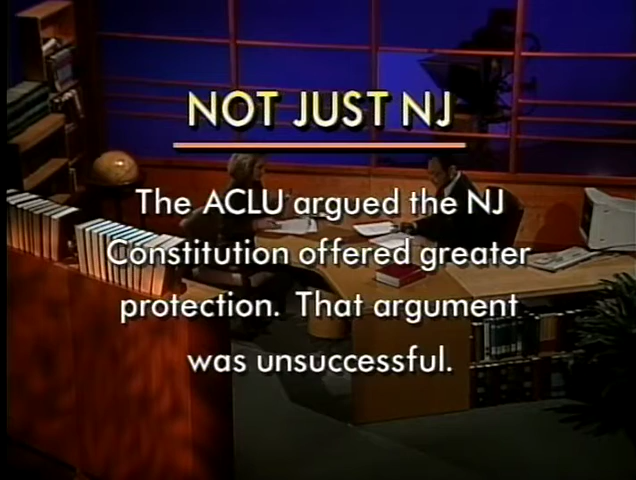 NOT JUST NJ
The ACLU argued the NJ
Constitution offered greater
protection. That argument
was unsuccessful.